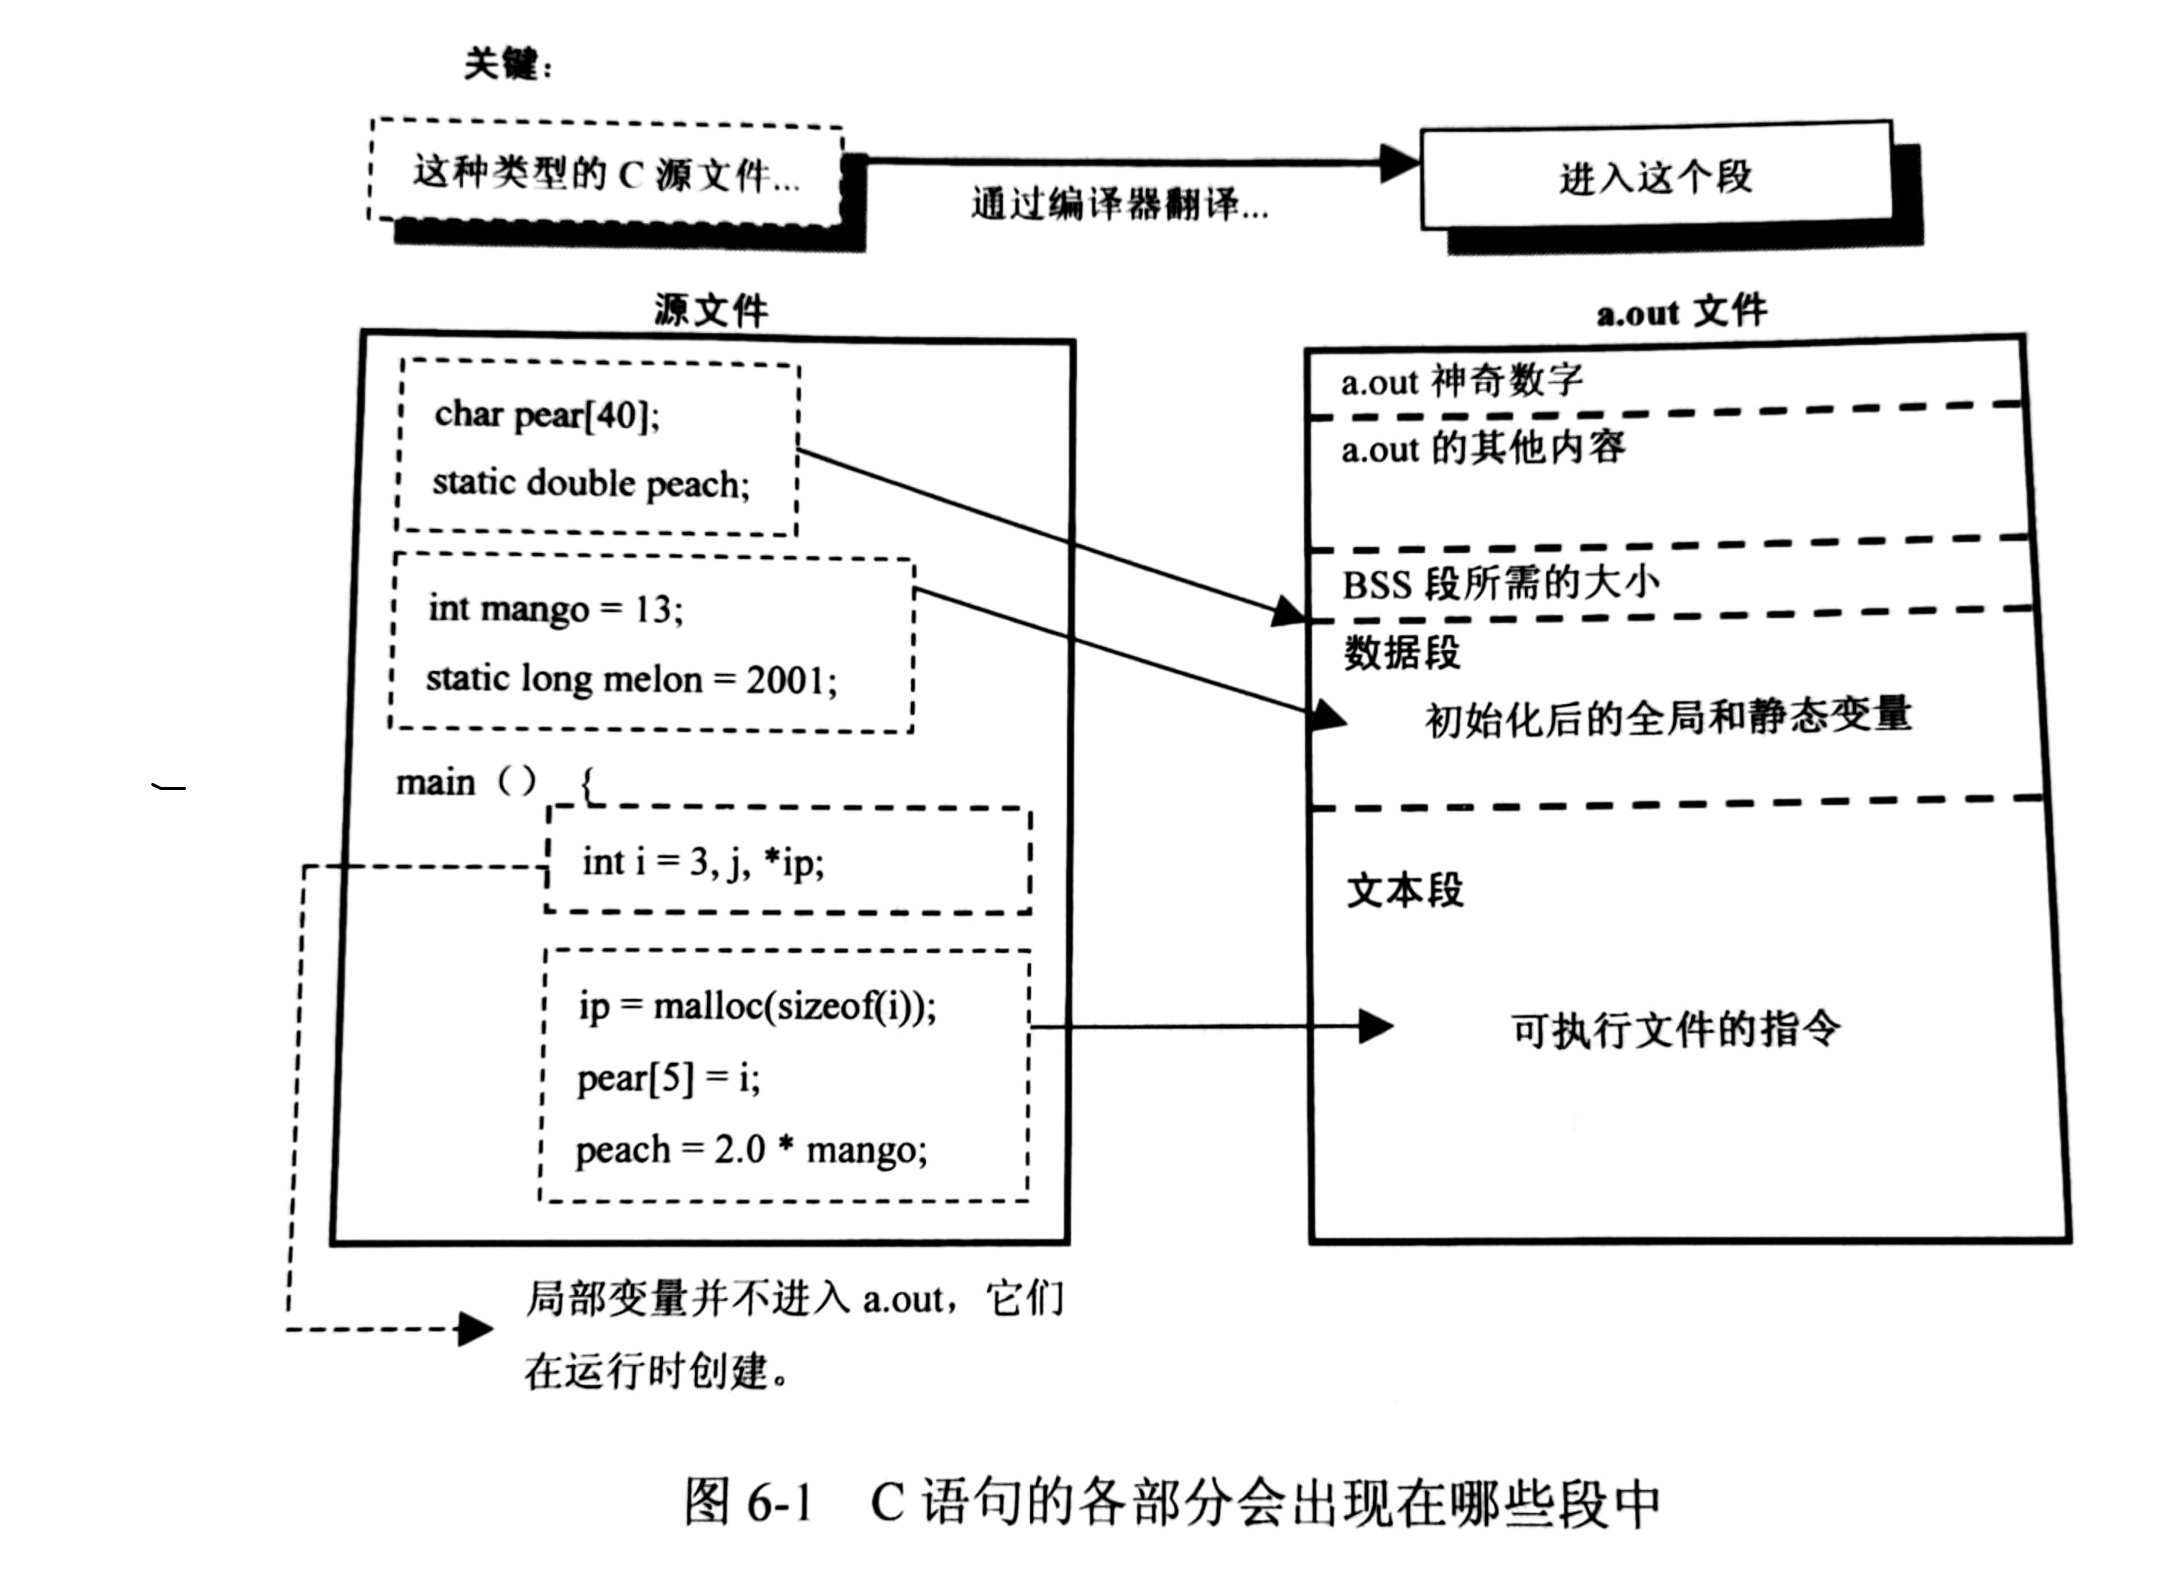 关键：
这种类型的 C 源文件...
通过编译器翻译...
进入这个段
源文件
char pear[40];
static double peach;
int mango = 13;
static long melon = 2001;
main（） {
int i = 3, j, *ip;
ip = malloc(sizeof(i));
pear[5] = i;
peach = 2.0 * mango;
局部变量并不进入 a.out，它们
在运行时创建。
a.out 文件
a.out 神奇数字
a.out 的其他内容
BSS 段所需的大小
数据段
初始化后的全局和静态变量
文本段
可执行文件的指令
图 6-1 C 语句的各部分会出现在哪些段中